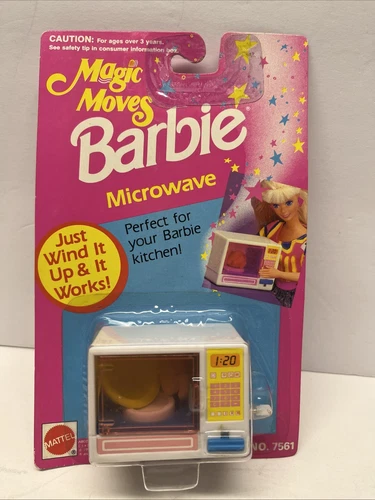 CAUTION: For ages over 3 years.
See safety tip in consumer information box.
Magic
Moves
Barbie
Microwave
Just
Wind It
Up & It
Works!
Perfect for
your Barbie
kitchen!
1:20
MATTEL
NO. 7561